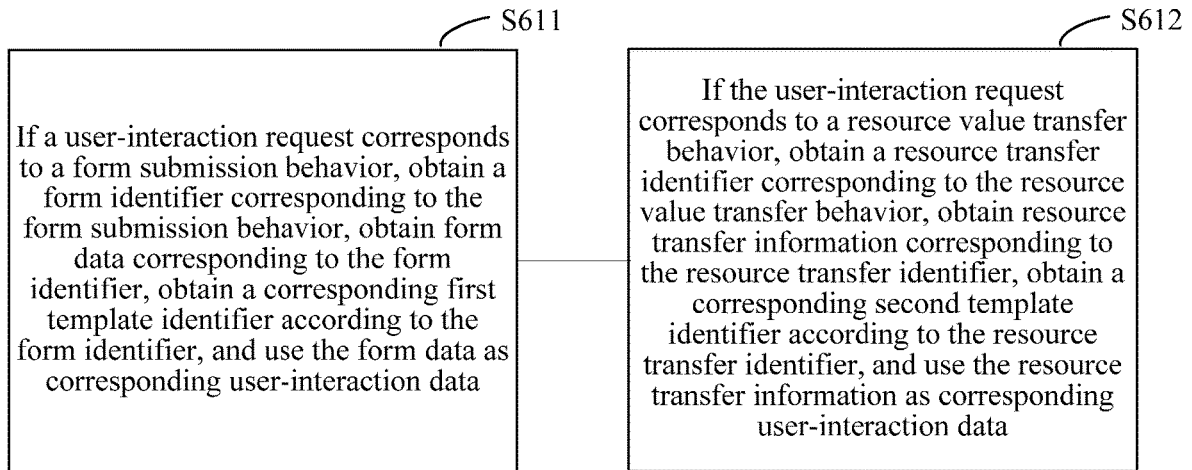 S611
If a user-interaction request corresponds
to a form submission behavior, obtain a
form identifier corresponding to the
form submission behavior, obtain form
data corresponding to the form
identifier, obtain a corresponding first
template identifier according to the
form identifier, and use the form data as
corresponding user-interaction data
S612
If the user-interaction request
corresponds to a resource value transfer
behavior, obtain a resource transfer
identifier corresponding to the resource
value transfer behavior, obtain resource
transfer information corresponding to
the resource transfer identifier, obtain a
corresponding second template
identifier according to the resource
transfer identifier, and use the resource
transfer information as corresponding
user-interaction data